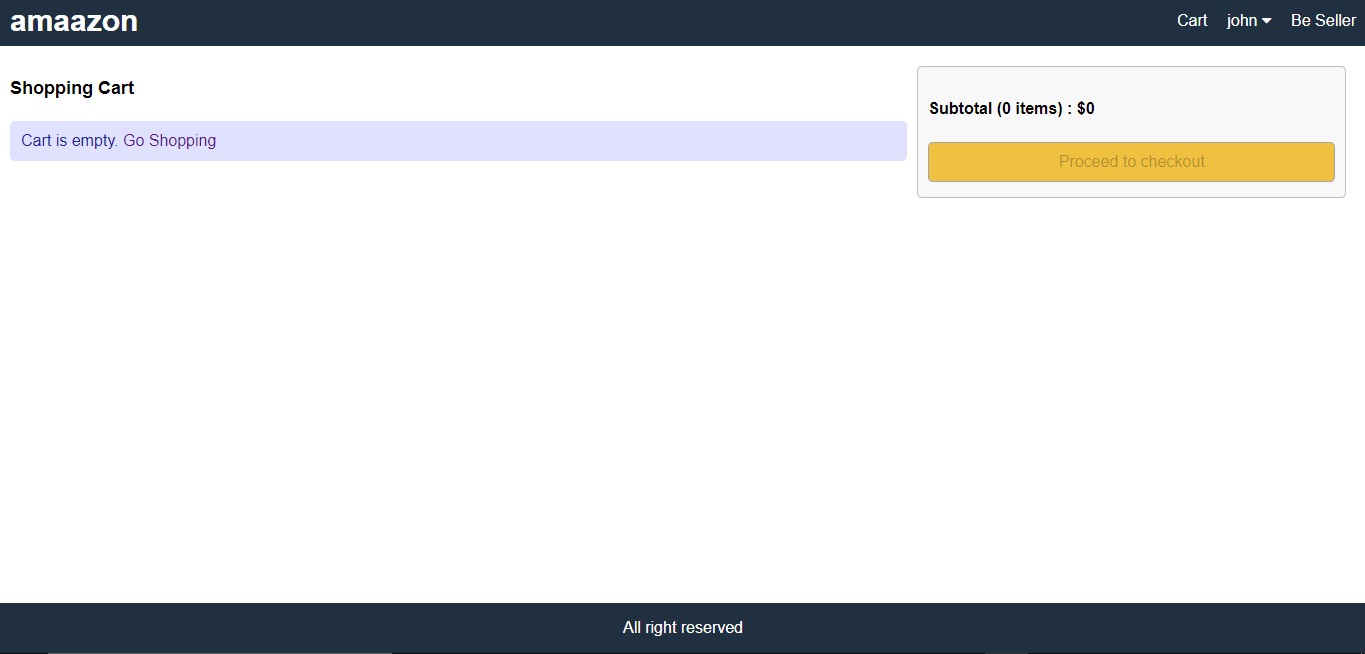 amaazon
Cart john Be Seller
Shopping Cart
Cart is empty. Go Shopping
Subtotal (0 items) : $0
Proceed to checkout
All right reserved